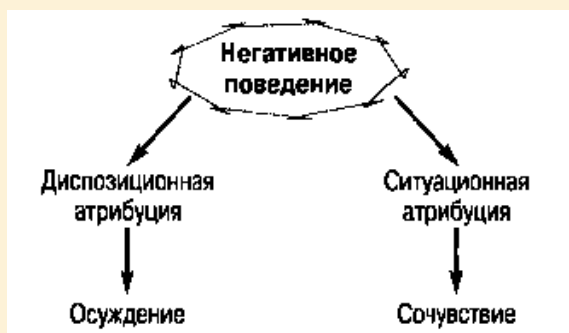 Негативное
поведение
Диспозиционная
атрибуция
Ситуационная
атрибуция
Осуждение
Сочувствие